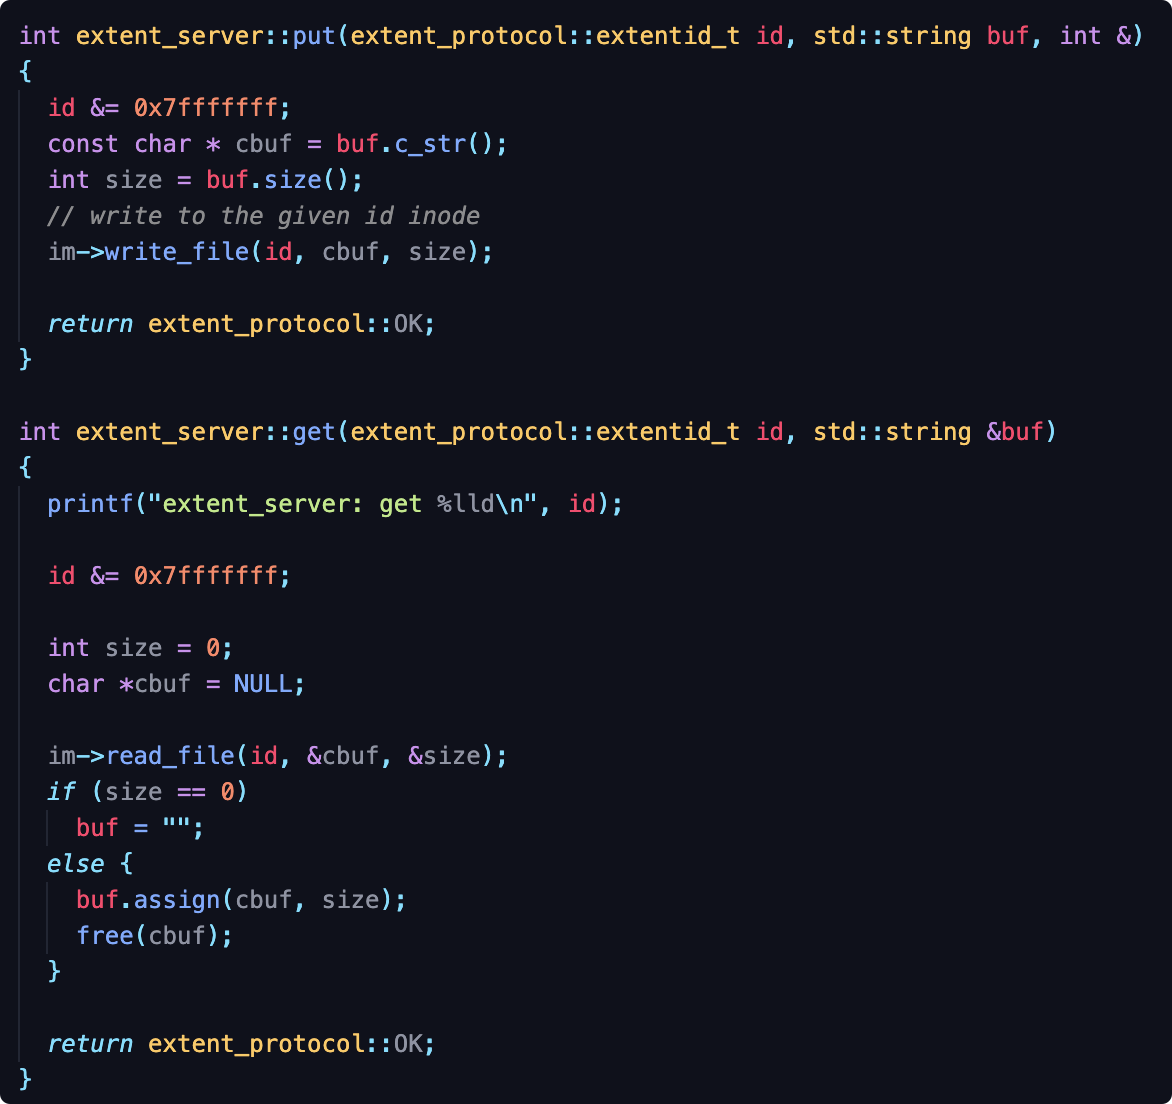 int extent_server::put(extent_protocol::extentid_t id, std::string buf, int &)
{
  id &= 0x7fffffff;
  const char * cbuf = buf.c_str();
  int size = buf.size();
  // write to the given id inode
  im->write_file(id, cbuf, size);

  return extent_protocol::OK;
}

int extent_server::get(extent_protocol::extentid_t id, std::string &buf)
{
  printf("extent_server: get %lld\n", id);

  id &= 0x7fffffff;

  int size = 0;
  char *cbuf = NULL;

  im->read_file(id, &cbuf, &size);
  if (size == 0)
    buf = "";
  else {
    buf.assign(cbuf, size);
    free(cbuf);
  }

  return extent_protocol::OK;
}